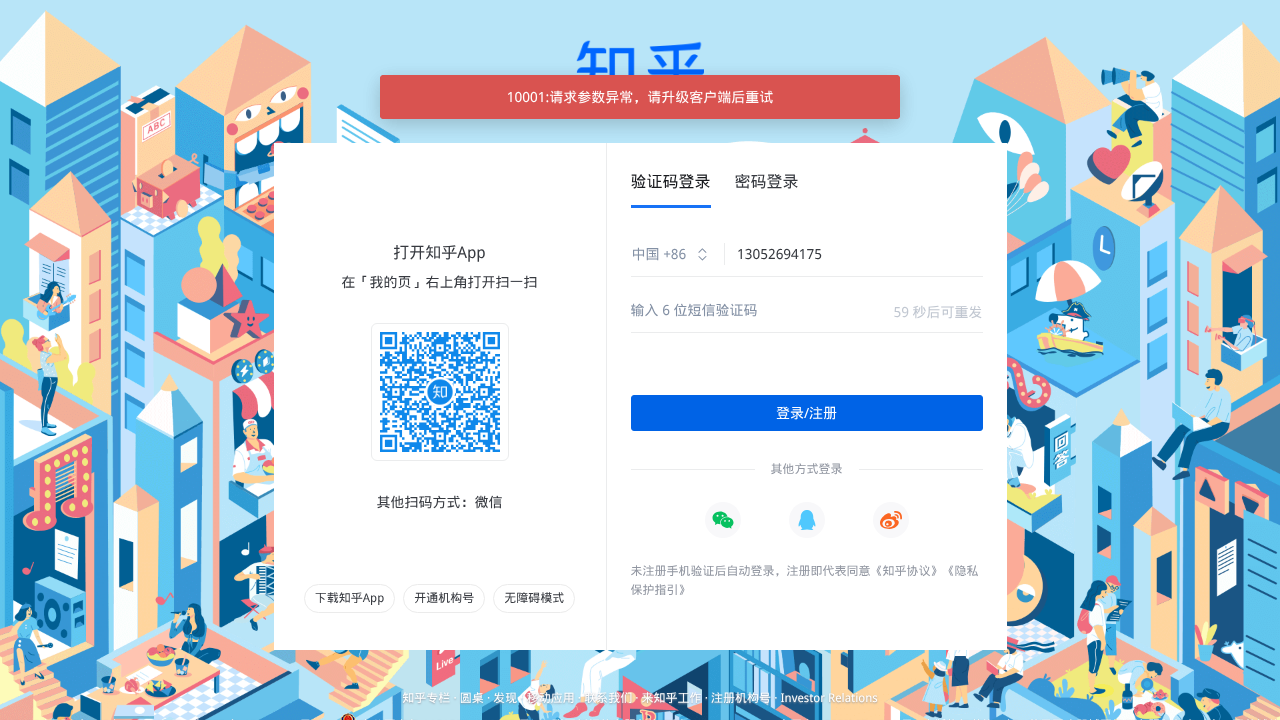 知乎
10001:请求参数异常，请升级客户端后重试
ABC
打开知乎App
在「我的页」右上角打开扫一扫
知
其他扫码方式：微信
下载知乎App
开通机构号
无障碍模式
验证码登录
密码登录
中国 +86
13052694175
输入 6 位短信验证码
59 秒后可重发
登录/注册
其他方式登录
未注册手机验证后自动登录，注册即代表同意《知乎协议》《隐私
保护指引》
回答
Live
知乎专栏 · 圆桌 · 发现 · 移动应用 · 联系我们 · 来知乎工作 · 注册机构号 · Investor Relations